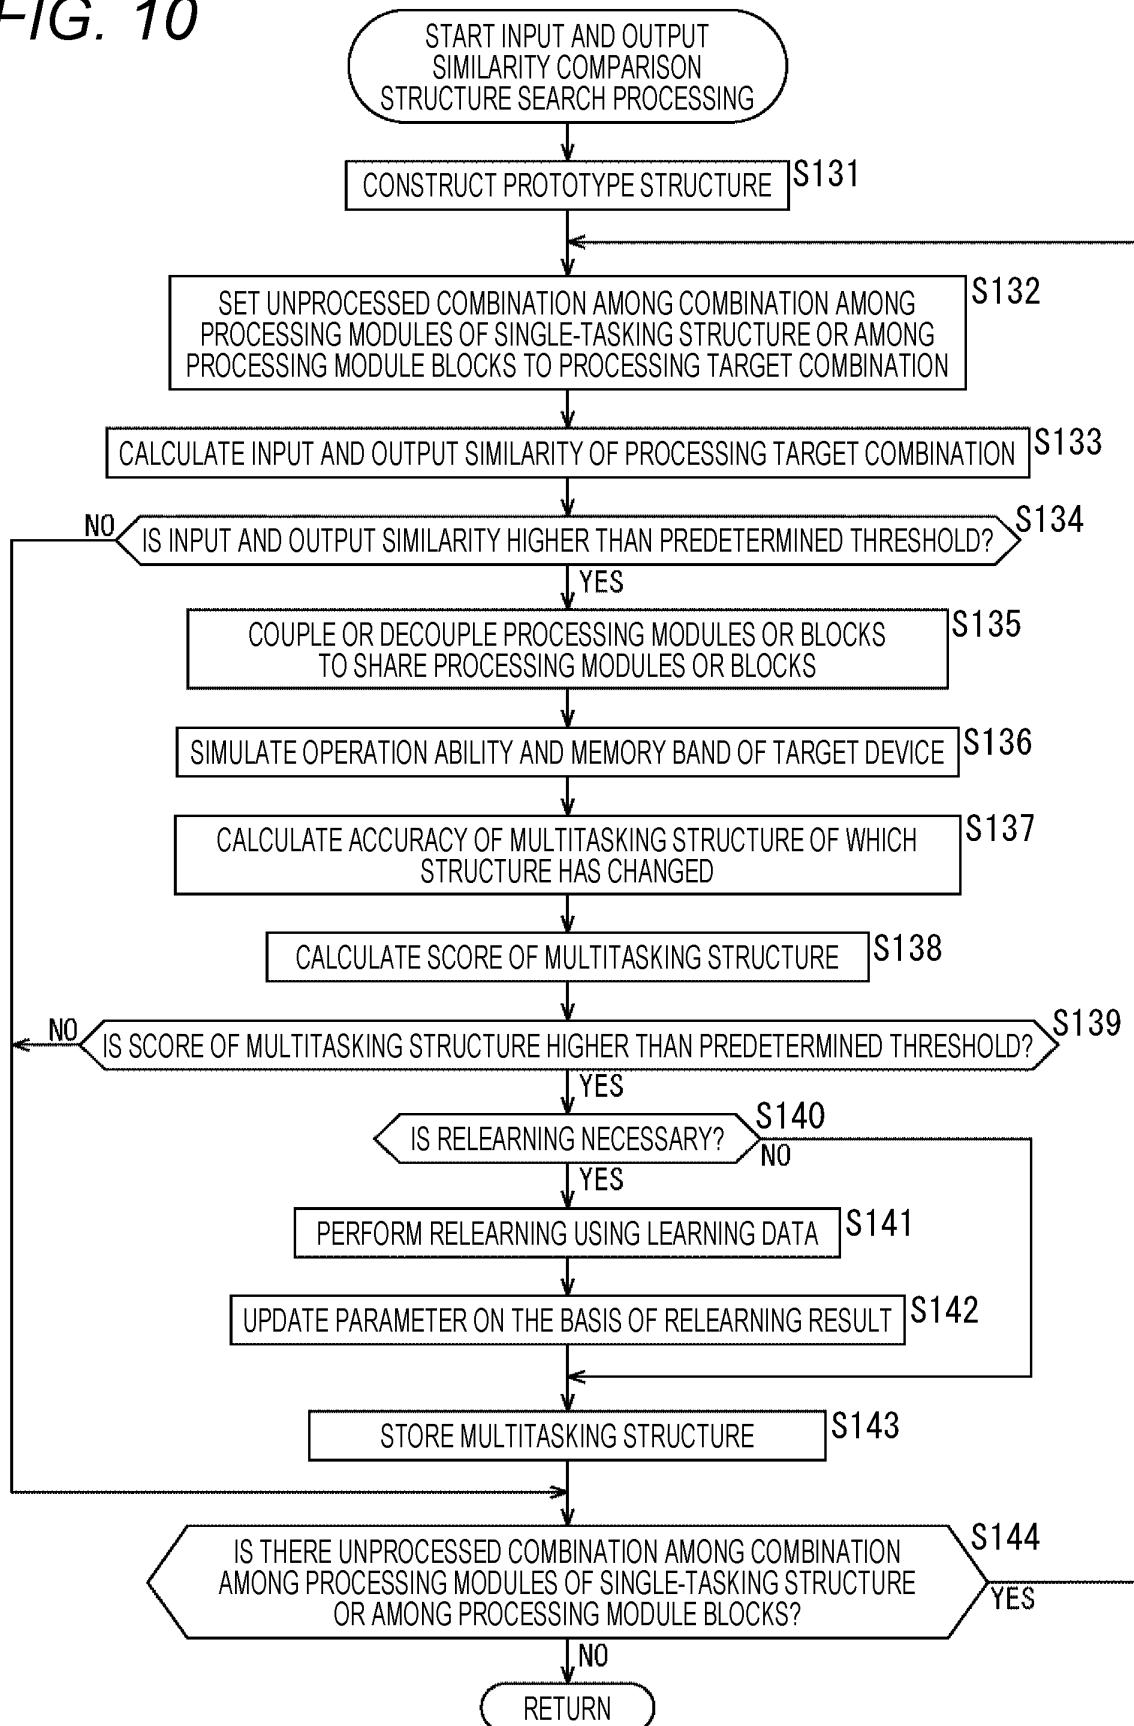 FIG. 10
START INPUT AND OUTPUT
SIMILARITY COMPARISON
STRUCTURE SEARCH PROCESSING
CONSTRUCT PROTOTYPE STRUCTURE
S131
SET UNPROCESSED COMBINATION AMONG COMBINATION AMONG
PROCESSING MODULES OF SINGLE-TASKING STRUCTURE OR AMONG
PROCESSING MODULE BLOCKS TO PROCESSING TARGET COMBINATION
S132
CALCULATE INPUT AND OUTPUT SIMILARITY OF PROCESSING TARGET COMBINATION
S133
NO
IS INPUT AND OUTPUT SIMILARITY HIGHER THAN PREDETERMINED THRESHOLD?
S134
YES
COUPLE OR DECOUPLE PROCESSING MODULES OR BLOCKS
TO SHARE PROCESSING MODULES OR BLOCKS
S135
SIMULATE OPERATION ABILITY AND MEMORY BAND OF TARGET DEVICE
S136
CALCULATE ACCURACY OF MULTITASKING STRUCTURE OF WHICH
STRUCTURE HAS CHANGED
S137
CALCULATE SCORE OF MULTITASKING STRUCTURE
S138
NO
IS SCORE OF MULTITASKING STRUCTURE HIGHER THAN PREDETERMINED THRESHOLD?
S139
YES
IS RELEARNING NECESSARY?
S140
NO
YES
PERFORM RELEARNING USING LEARNING DATA
S141
UPDATE PARAMETER ON THE BASIS OF RELEARNING RESULT
S142
STORE MULTITASKING STRUCTURE
S143
IS THERE UNPROCESSED COMBINATION AMONG COMBINATION
AMONG PROCESSING MODULES OF SINGLE-TASKING STRUCTURE
OR AMONG PROCESSING MODULE BLOCKS?
S144
YES
NO
RETURN